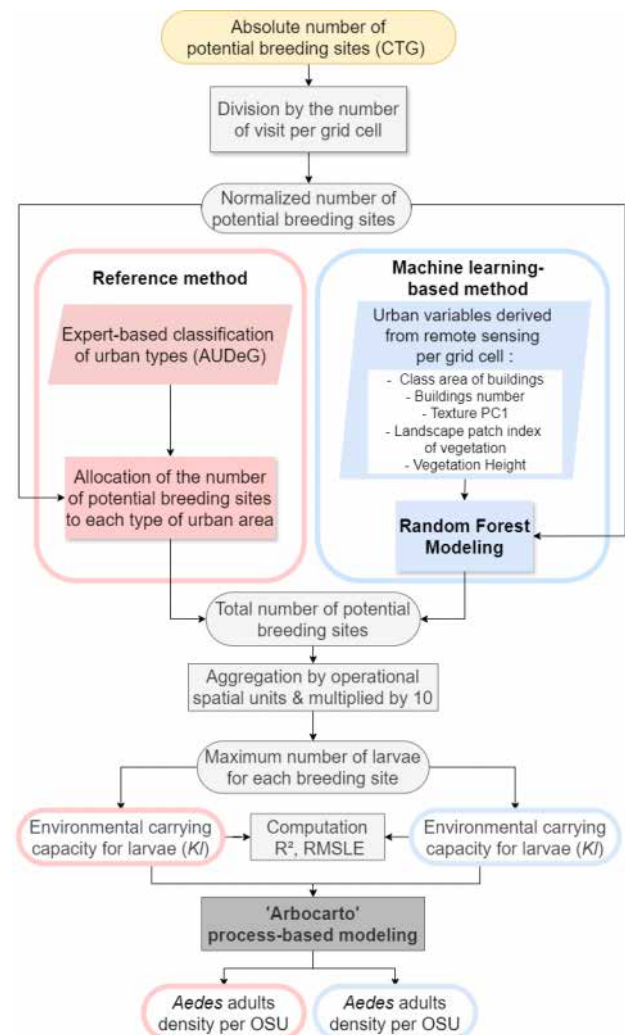 Absolute number of
potential breeding sites (CTG)
Division by the number
of visit per grid cell
Normalized number of
potential breeding sites
Reference method
Expert-based classification
of urban types (AUDeG)
Allocation of the number
of potential breeding sites
to each type of urban area
Machine learning-
based method
Urban variables derived
from remote sensing
per grid cell :
- Class area of buildings
- Buildings number
- Texture PC1
- Landscape patch index
of vegetation
- Vegetation Height
Random Forest
Modeling
Total number of potential
breeding sites
Aggregation by operational
spatial units & multiplied by 10
Maximum number of larvae
for each breeding site
Environmental carrying
capacity for larvae (Kl)
Computation
R², RMSLE
Environmental carrying
capacity for larvae (Kl)
'Arbocarto'
process-based modeling
Aedes adults
density per OSU
Aedes adults
density per OSU